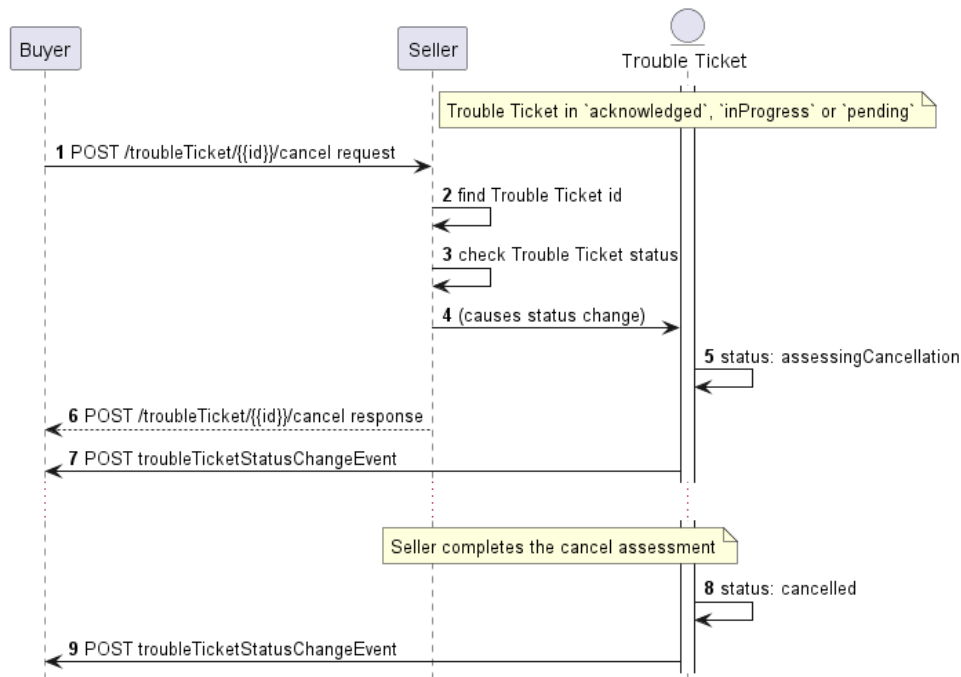 Buyer
Seller
Trouble Ticket
Trouble Ticket in `acknowledged`, `inProgress` or `pending`
1 POST /troubleTicket/{{id}}/cancel request
2 find Trouble Ticket id
3 check Trouble Ticket status
4 (causes status change)
5 status: assessingCancellation
6 POST /troubleTicket/{{id}}/cancel response
7 POST troubleTicketStatusChangeEvent
Seller completes the cancel assessment
8 status: cancelled
9 POST troubleTicketStatusChangeEvent